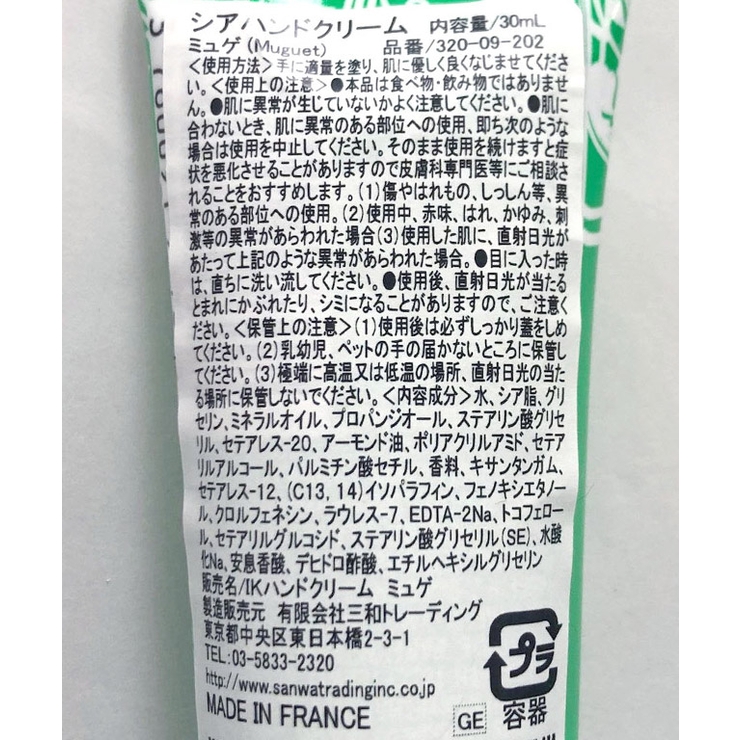 シアハンドクリーム 内容量/30mL
ミュゲ(Muguet) 品番/320-09-202
<使用方法>手に適量を塗り、肌に優しく良くなじませてくださ
い。<使用上の注意>●本品は食べ物・飲み物ではありませ
ん。●肌に異常が生じていないかよく注意してください。●肌に
合わないとき、肌に異常のある部位への使用、即ち次のような
場合は使用を中止してください。そのまま使用を続けますと症
状を悪化させることがありますので皮膚科専門医等にご相談さ
れることをおすすめします。(1)傷やはれもの、しっしん等、異
常のある部位への使用。(2)使用中、赤味、はれ、かゆみ、刺
激等の異常があらわれた場合(3)使用した肌に、直射日光が
あたって上記のような異常があらわれた場合。●目に入った時
は、直ちに洗い流してください。●使用後、直射日光が当たる
とまれにかぶれたり、シミになることがありますので、ご注意く
ださい。<保管上の注意>(1)使用後は必ずしっかり蓋をしめ
てください。(2)乳幼児、ペットの手の届かないところに保管し
てください。(3)極端に高温又は低温の場所、直射日光の当た
る場所に保管しないでください。<内容成分>水、シア脂、グリ
セリン、ミネラルオイル、プロパンジオール、ステアリン酸グリセ
リル、セテアレス-20、アーモンド油、ポリアクリルアミド、セテア
リルアルコール、パルミチン酸セチル、香料、キサンタンガム、
セテアレス-12、(C13,14)イソパラフィン、フェノキシエタノー
ル、クロルフェネシン、ラウレス-7、EDTA-2Na、トコフェロー
ル、セテアリルグルコシド、ステアリン酸グリセリル(SE)、水酸
化Na、安息香酸、デヒドロ酢酸、エチルヘキシルグリセリン
販売名/IKハンドクリーム ミュゲ
製造販売元 有限会社三和トレーディング
東京都中央区東日本橋2-3-1
TEL:03-5833-2320
http://www.sanwatradinginc.co.jp
MADE IN FRANCE
GE
プラ
容器